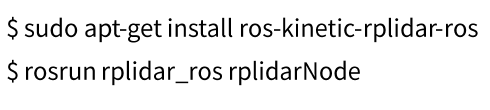 $ sudo apt-get install ros-kinetic-rplidar-ros
$ rosrun rplidar_ros rplidarNode